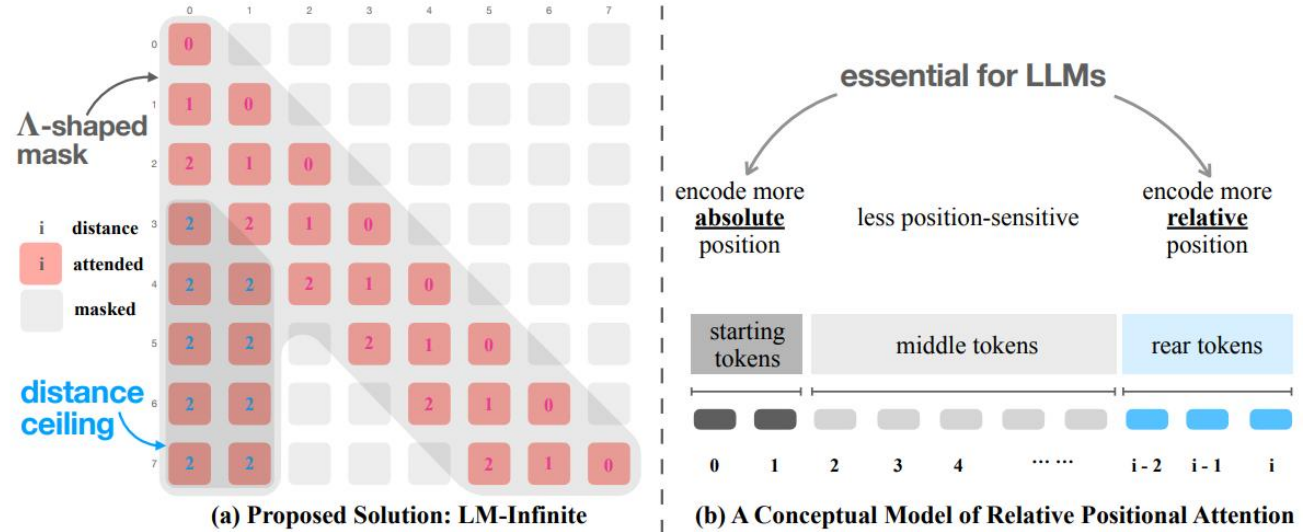 0 1 2 3 4 5 6 7
0 0
1 1 0
2 2 1 0
3 2 2 1 0
4 2 2 2 1 0
5 2 2 2 1 0
6 2 2 2 1 0
7 2 2 2 1 0
Λ-shaped
mask
i distance
i attended
masked
distance
ceiling
(a) Proposed Solution: LM-Infinite
essential for LLMs
encode more
absolute
position
less position-sensitive
encode more
relative
position
starting
tokens
middle tokens
rear tokens
0 1 2 3 4 ... ... i - 2 i - 1 i
(b) A Conceptual Model of Relative Positional Attention